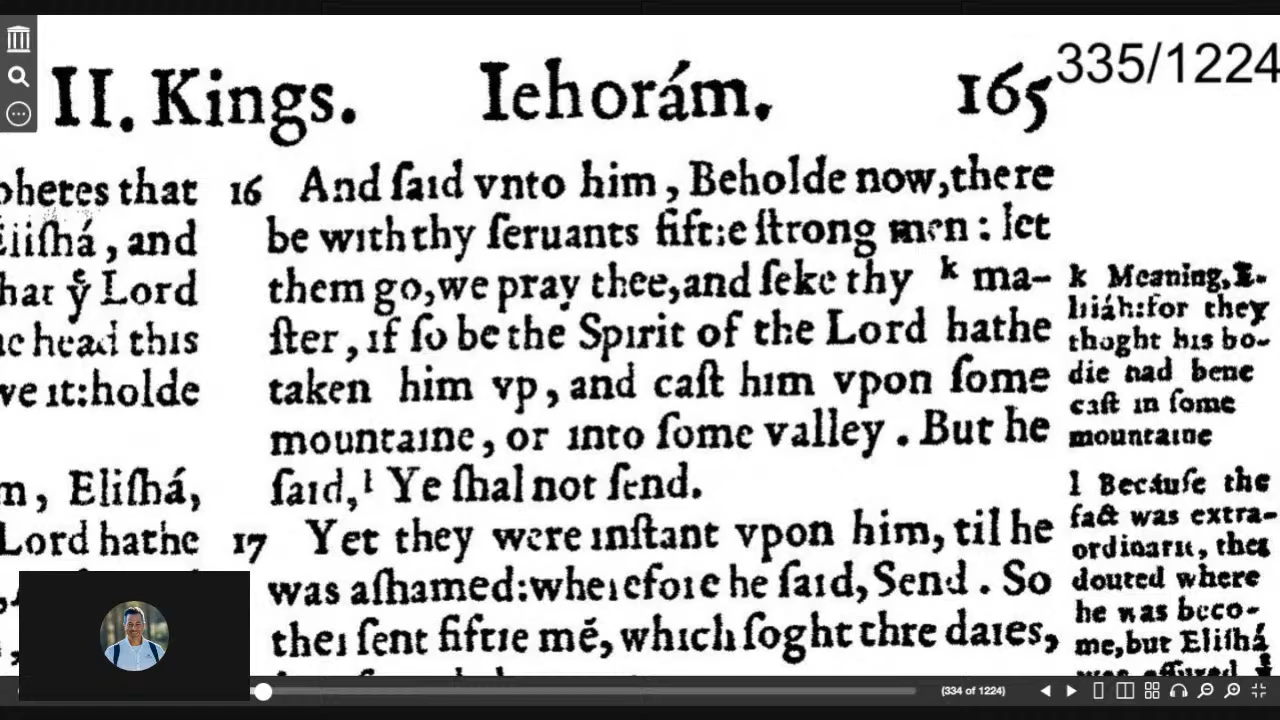 II. Kings. Iehorám. 165
335/1224
phetes that
Eliſhá, and
ẏ Lord
head this
ve it:holde
m, Eliſhá,
Lord hathe
16 And ſaid vnto him, Beholde now,there
be with thy ſeruants fiftie ſtrong men: let
them go,we pray thee,and ſeke thy k ma-
ſter, if ſo be the Spirit of the Lord hathe
taken him vp, and caſt him vpon ſome
mountaine, or into ſome valley. But he
ſaid, l Ye ſhal not ſend.
17 Yet they were inſtant vpon him, til he
was aſhamed:wherefore he ſaid, Send. So
thei ſent fiftie mẽ, which ſoght thre daies,
k Meaning, E-
liiáh:for they
thoght his bo-
die had bene
caſt in ſome
mountaine
l Becauſe the
fact was extra-
ordinarie, thei
douted where
he was beco-
me,but Eliſhá
was aſſured
(334 of 1224)